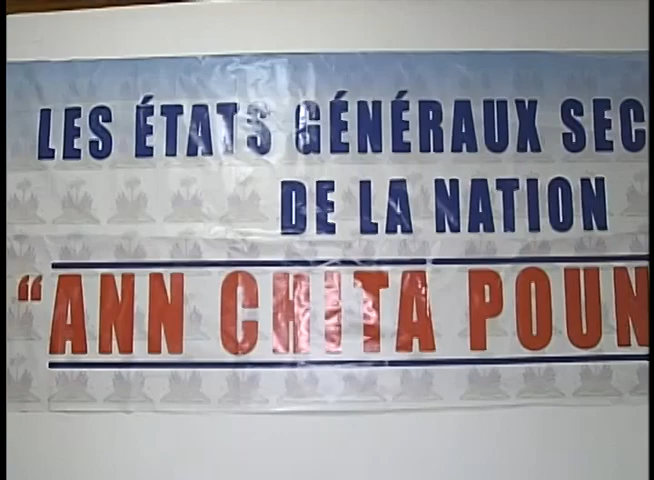 LES ÉTATS GÉNÉRAUX SEC
DE LA NATION
“ANN CHITA POUN